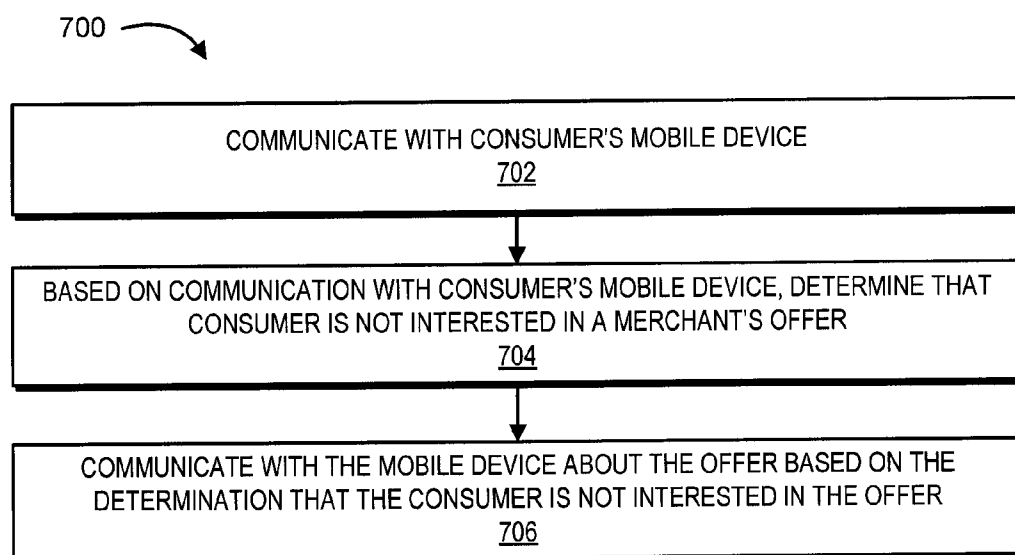 700
COMMUNICATE WITH CONSUMER'S MOBILE DEVICE
702
BASED ON COMMUNICATION WITH CONSUMER'S MOBILE DEVICE, DETERMINE THAT
CONSUMER IS NOT INTERESTED IN A MERCHANT'S OFFER
704
COMMUNICATE WITH THE MOBILE DEVICE ABOUT THE OFFER BASED ON THE
DETERMINATION THAT THE CONSUMER IS NOT INTERESTED IN THE OFFER
706